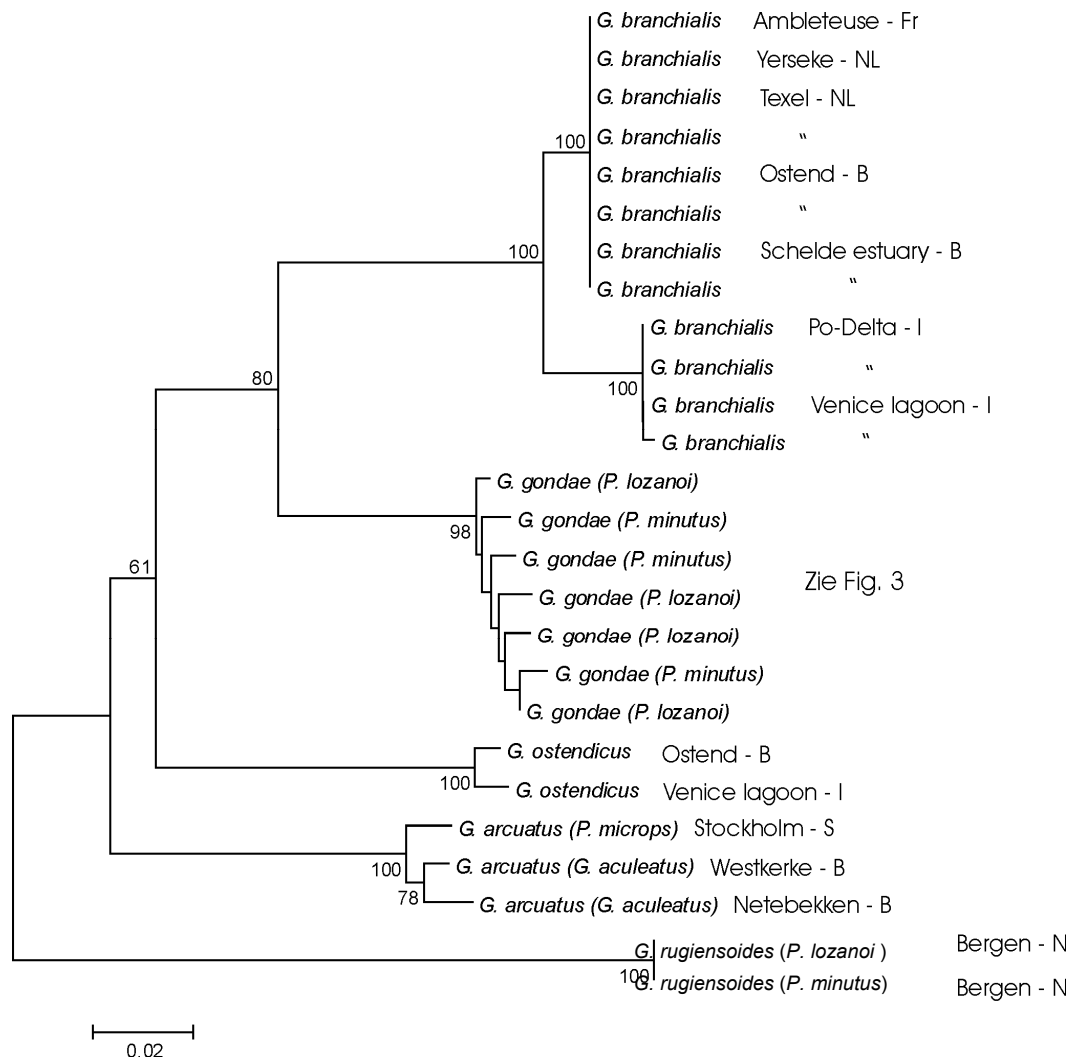 G. branchialis Ambleteuse - Fr
G. branchialis Yerseke - NL
G. branchialis Texel - NL
100 G. branchialis “
G. branchialis Ostend - B
G. branchialis “
100 G. branchialis Schelde estuary - B
G. branchialis “
G. branchialis Po-Delta - I
G. branchialis “
80 100 G. branchialis Venice lagoon - I
G. branchialis “
G. gondae (P. lozanoi)
98 G. gondae (P. minutus)
G. gondae (P. minutus)
61 Zie Fig. 3
G. gondae (P. lozanoi)
G. gondae (P. lozanoi)
G. gondae (P. minutus)
G. gondae (P. lozanoi)
G. ostendicus Ostend - B
100 G. ostendicus Venice lagoon - I
G. arcuatus (P. microps) Stockholm - S
100 G. arcuatus (G. aculeatus) Westkerke - B
78 G. arcuatus (G. aculeatus) Netebekken - B
G. rugiensoides (P. lozanoi ) Bergen - N
100 G. rugiensoides (P. minutus) Bergen - N
0.02